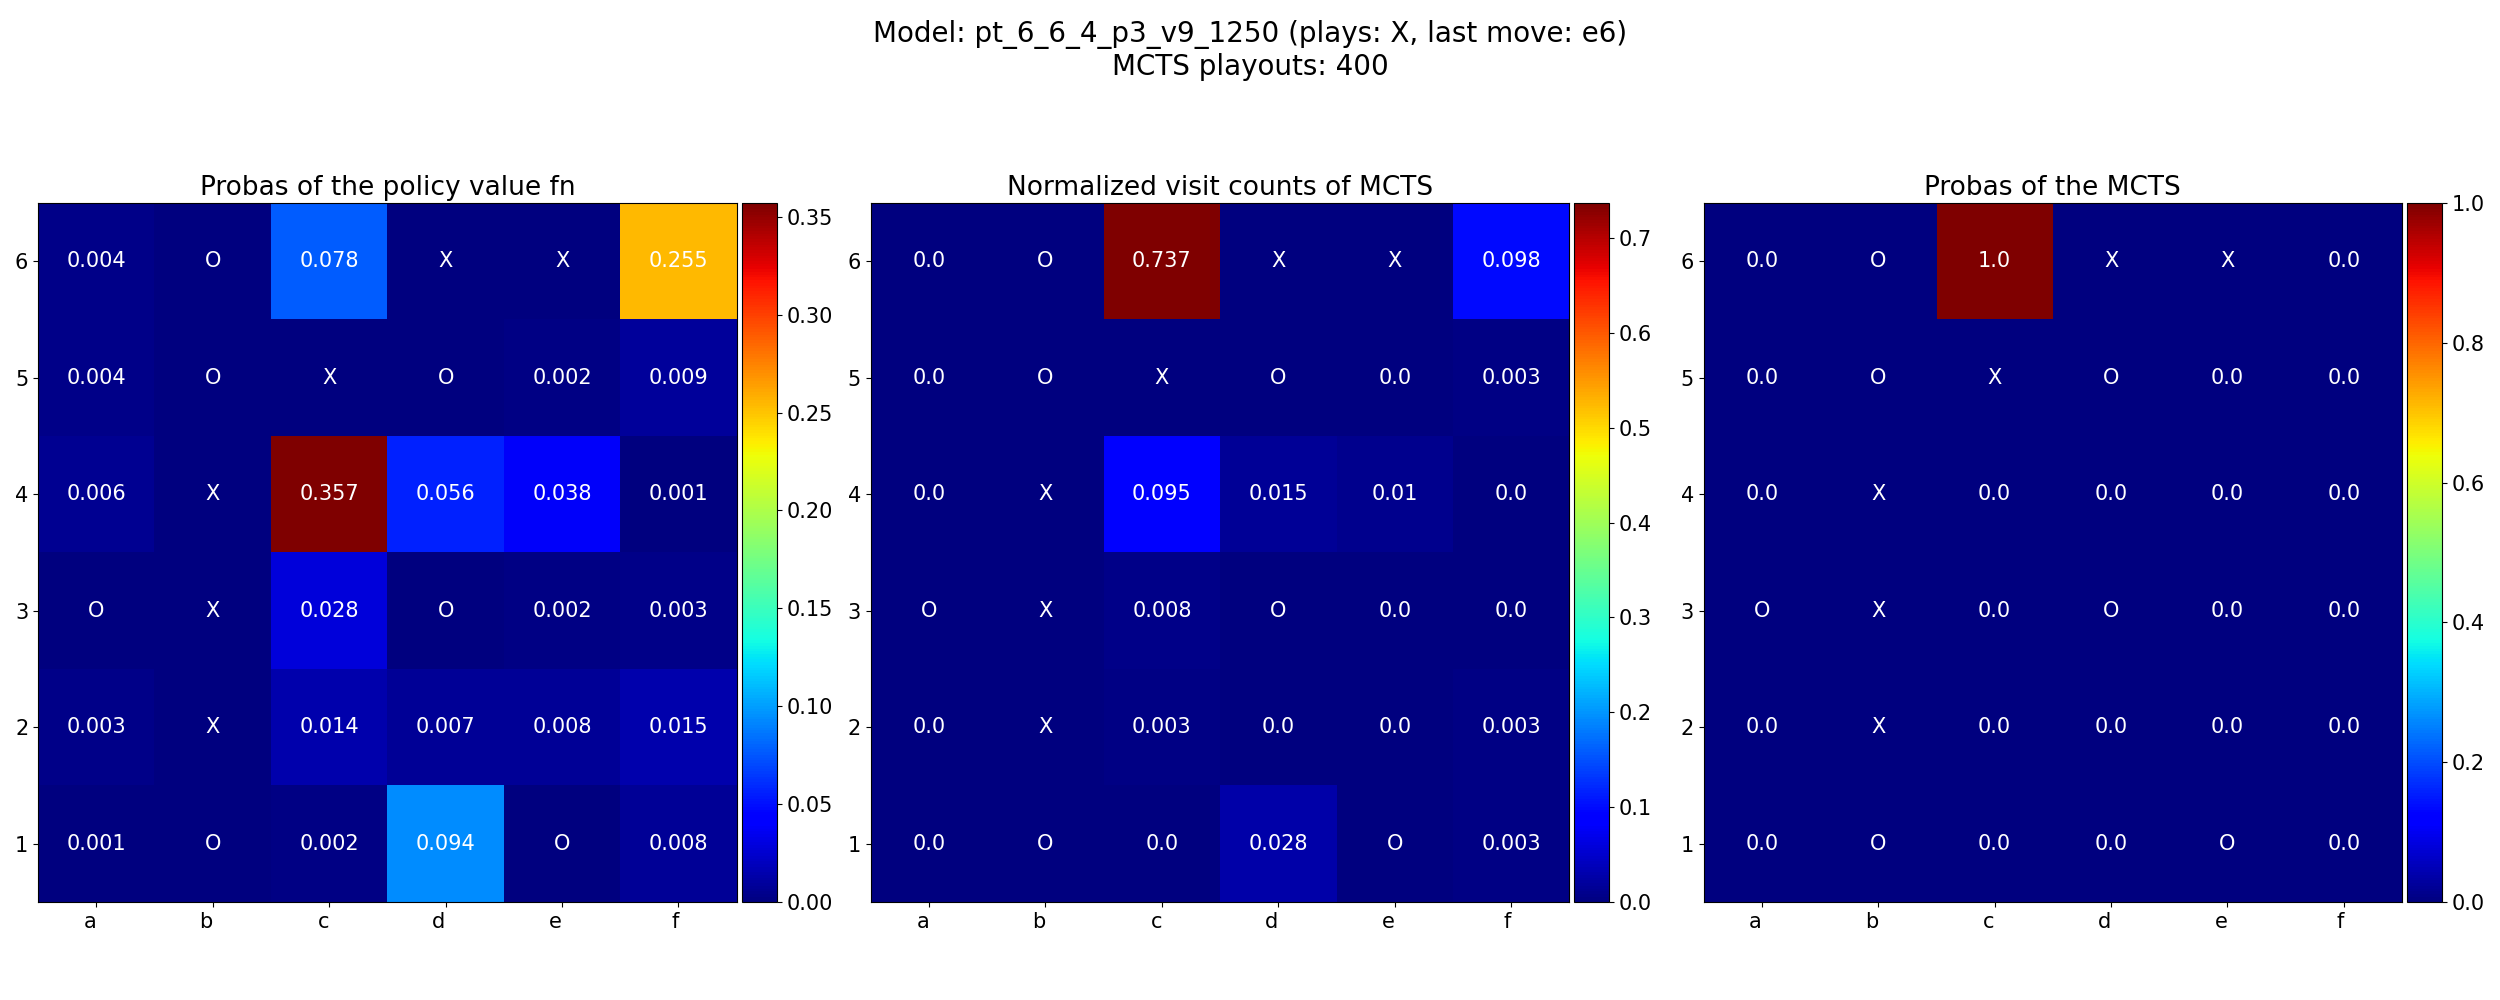 Model: pt_6_6_4_p3_v9_1250 (plays: X, last move: e6)
MCTS playouts: 400
Probas of the policy value fn
6 0.004 O 0.078 X X 0.255
5 0.004 O X O 0.002 0.009
4 0.006 X 0.357 0.056 0.038 0.001
3 O X 0.028 O 0.002 0.003
2 0.003 X 0.014 0.007 0.008 0.015
1 0.001 O 0.002 0.094 O 0.008
a b c d e f
0.35
0.30
0.25
0.20
0.15
0.10
0.05
0.00
Normalized visit counts of MCTS
6 0.0 O 0.737 X X 0.098
5 0.0 O X O 0.0 0.003
4 0.0 X 0.095 0.015 0.01 0.0
3 O X 0.008 O 0.0 0.0
2 0.0 X 0.003 0.0 0.0 0.003
1 0.0 O 0.0 0.028 O 0.003
a b c d e f
0.7
0.6
0.5
0.4
0.3
0.2
0.1
0.0
Probas of the MCTS
6 0.0 O 1.0 X X 0.0
5 0.0 O X O 0.0 0.0
4 0.0 X 0.0 0.0 0.0 0.0
3 O X 0.0 O 0.0 0.0
2 0.0 X 0.0 0.0 0.0 0.0
1 0.0 O 0.0 0.0 O 0.0
a b c d e f
1.0
0.8
0.6
0.4
0.2
0.0